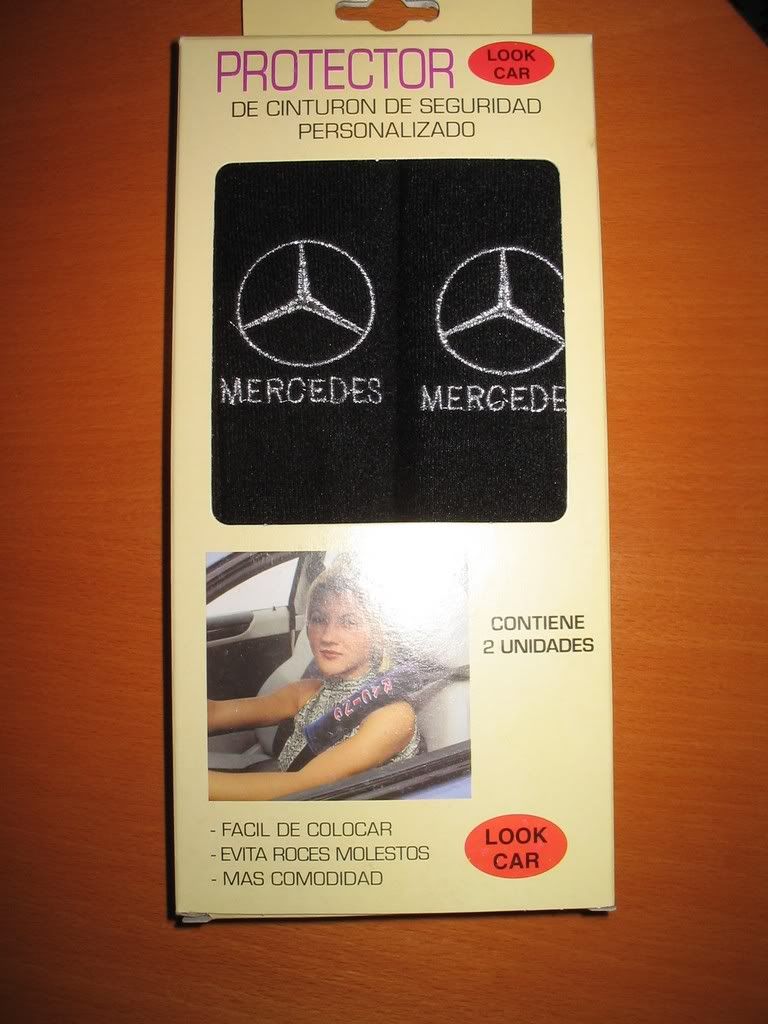 PROTECTOR
LOOK
CAR
DE CINTURON DE SEGURIDAD
PERSONALIZADO
MERCEDES
MERCEDE
CONTIENE
2 UNIDADES
- FACIL DE COLOCAR
- EVITA ROCES MOLESTOS
- MAS COMODIDAD
LOOK
CAR